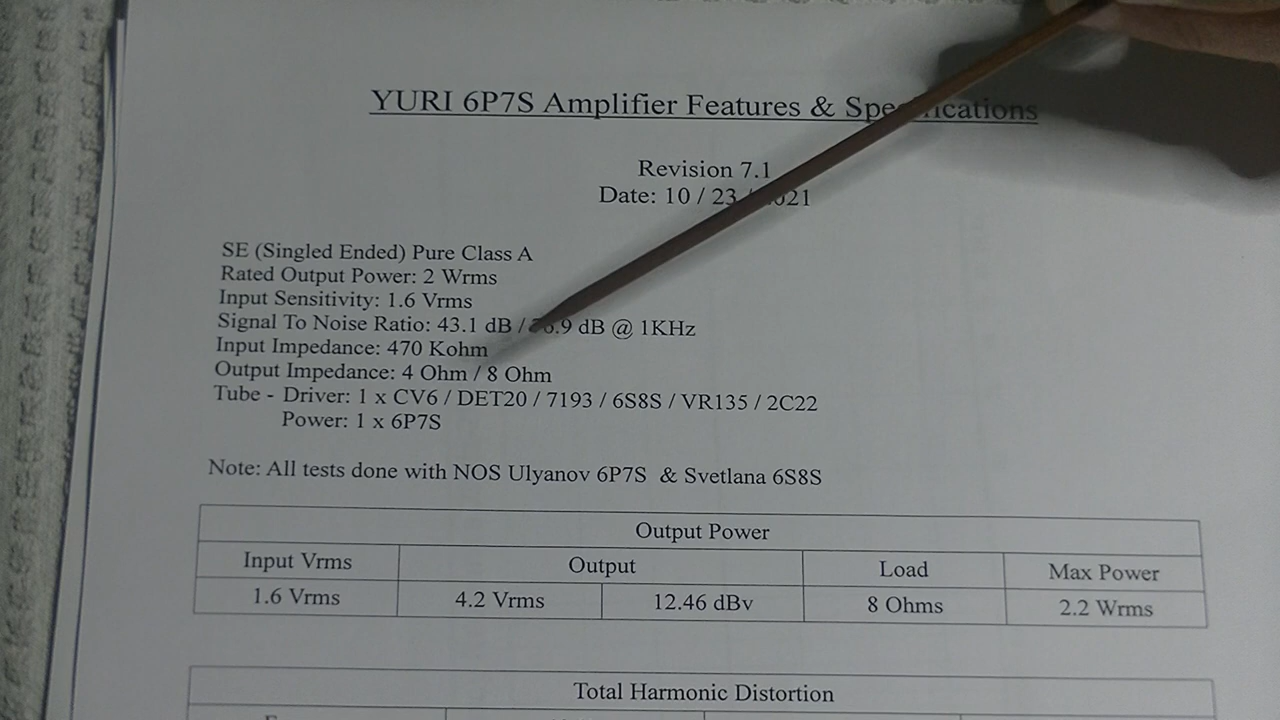 YURI 6P7S Amplifier Features & Specifications
Revision 7.1
Date: 10 / 23 / 2021
SE (Singled Ended) Pure Class A
Rated Output Power: 2 Wrms
Input Sensitivity: 1.6 Vrms
Signal To Noise Ratio: 43.1 dB / dB @ 1KHz
Input Impedance: 470 Kohm
Output Impedance: 4 Ohm / 8 Ohm
Tube - Driver: 1 x CV6 / DET20 / 7193 / 6S8S / VR135 / 2C22
Power: 1 x 6P7S
Note: All tests done with NOS Ulyanov 6P7S & Svetlana 6S8S
Output Power
Input Vrms Output Load Max Power
1.6 Vrms 4.2 Vrms 12.46 dBv 8 Ohms 2.2 Wrms
Total Harmonic Distortion